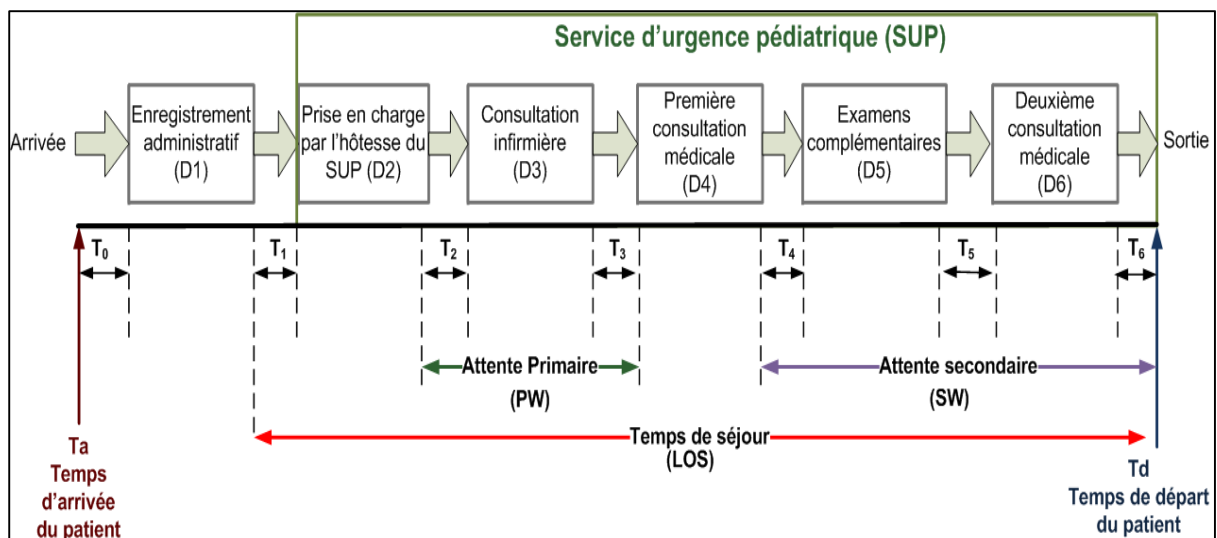 Service d'urgence pédiatrique (SUP)
Arrivée
Enregistrement
administratif
(D1)
Prise en charge
par l'hôtesse du
SUP (D2)
Consultation
infirmière
(D3)
Première
consultation
médicale
(D4)
Examens
complémentaires
(D5)
Deuxième
consultation
médicale
(D6)
Sortie
T0
T1
T2
T3
T4
T5
T6
Attente Primaire
(PW)
Attente secondaire
(SW)
Temps de séjour
(LOS)
Ta
Temps
d'arrivée
du patient
Td
Temps de départ
du patient